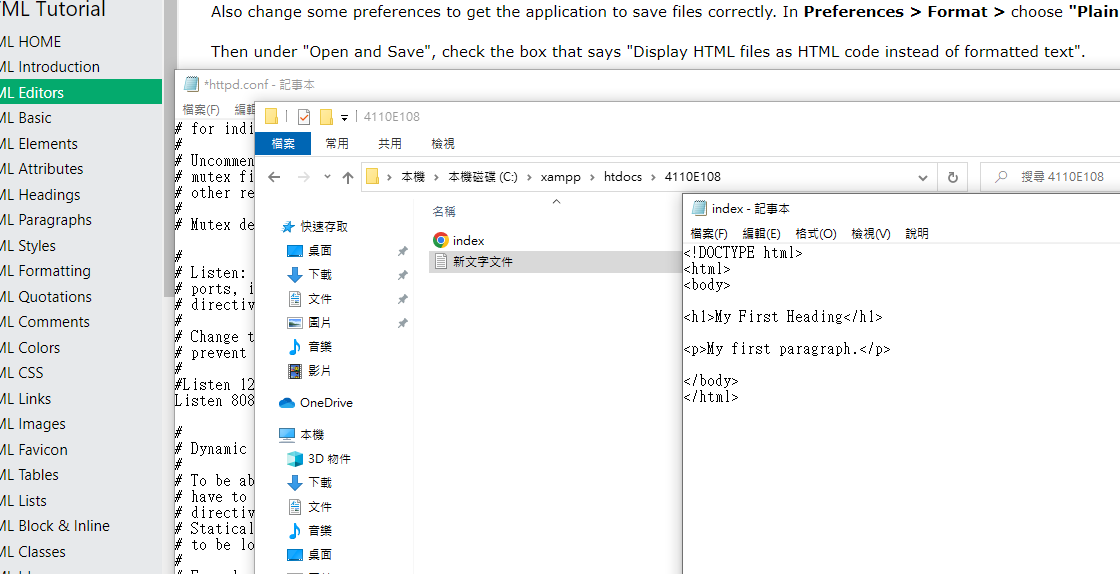 ML Tutorial
ML HOME
ML Introduction
ML Editors
ML Basic
ML Elements
ML Attributes
ML Headings
ML Paragraphs
ML Styles
ML Formatting
ML Quotations
ML Comments
ML Colors
ML CSS
ML Links
ML Images
ML Favicon
ML Tables
ML Lists
ML Block & Inline
ML Classes
Also change some preferences to get the application to save files correctly. In Preferences > Format > choose "Plain
Then under "Open and Save", check the box that says "Display HTML files as HTML code instead of formatted text".
*httpd.conf - 記事本
檔案(F) 編輯
# for indi
#
# Uncommen
# mutex fi
# other re
#
# Mutex de
#
# Listen:
# ports, i
# directiv
#
# Change t
# prevent
#
#Listen 12
Listen 808
#
# Dynamic
#
# To be ab
# have to
# directiv
# Statical
# to be lo
#
4110E108
檔案 常用 共用 檢視
本機 > 本機磁碟 (C:) > xampp > htdocs > 4110E108
搜尋 4110E108
快速存取
桌面
下載
文件
圖片
音樂
影片
OneDrive
本機
3D 物件
下載
文件
音樂
桌面
名稱
index
新文字文件
index - 記事本
檔案(F) 編輯(E) 格式(O) 檢視(V) 說明
<!DOCTYPE html>
<html>
<body>
<h1>My First Heading</h1>
<p>My first paragraph.</p>
</body>
</html>